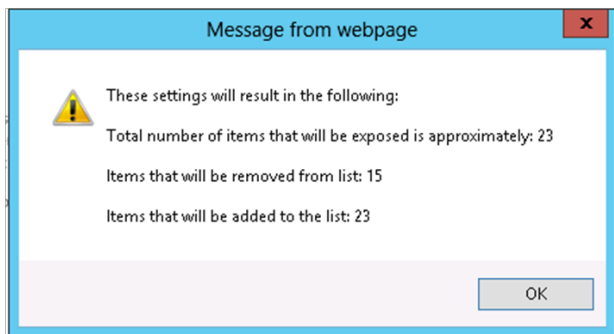 Message from webpage
x
These settings will result in the following:
Total number of items that will be exposed is approximately: 23
Items that will be removed from list: 15
Items that will be added to the list: 23
OK